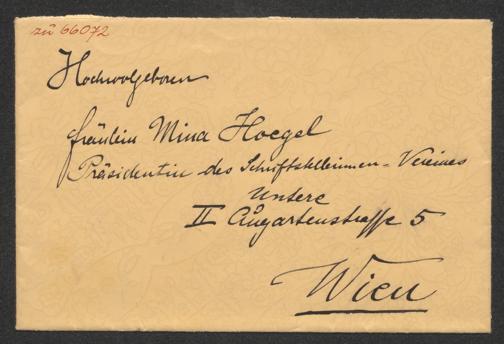 zu 66072
Hochwolgeboren
Fräulein Mina Hoegel
Präsidentin des Schriftstellerinnen-Vereines
Untere
II Augartenstrasse 5
Wien